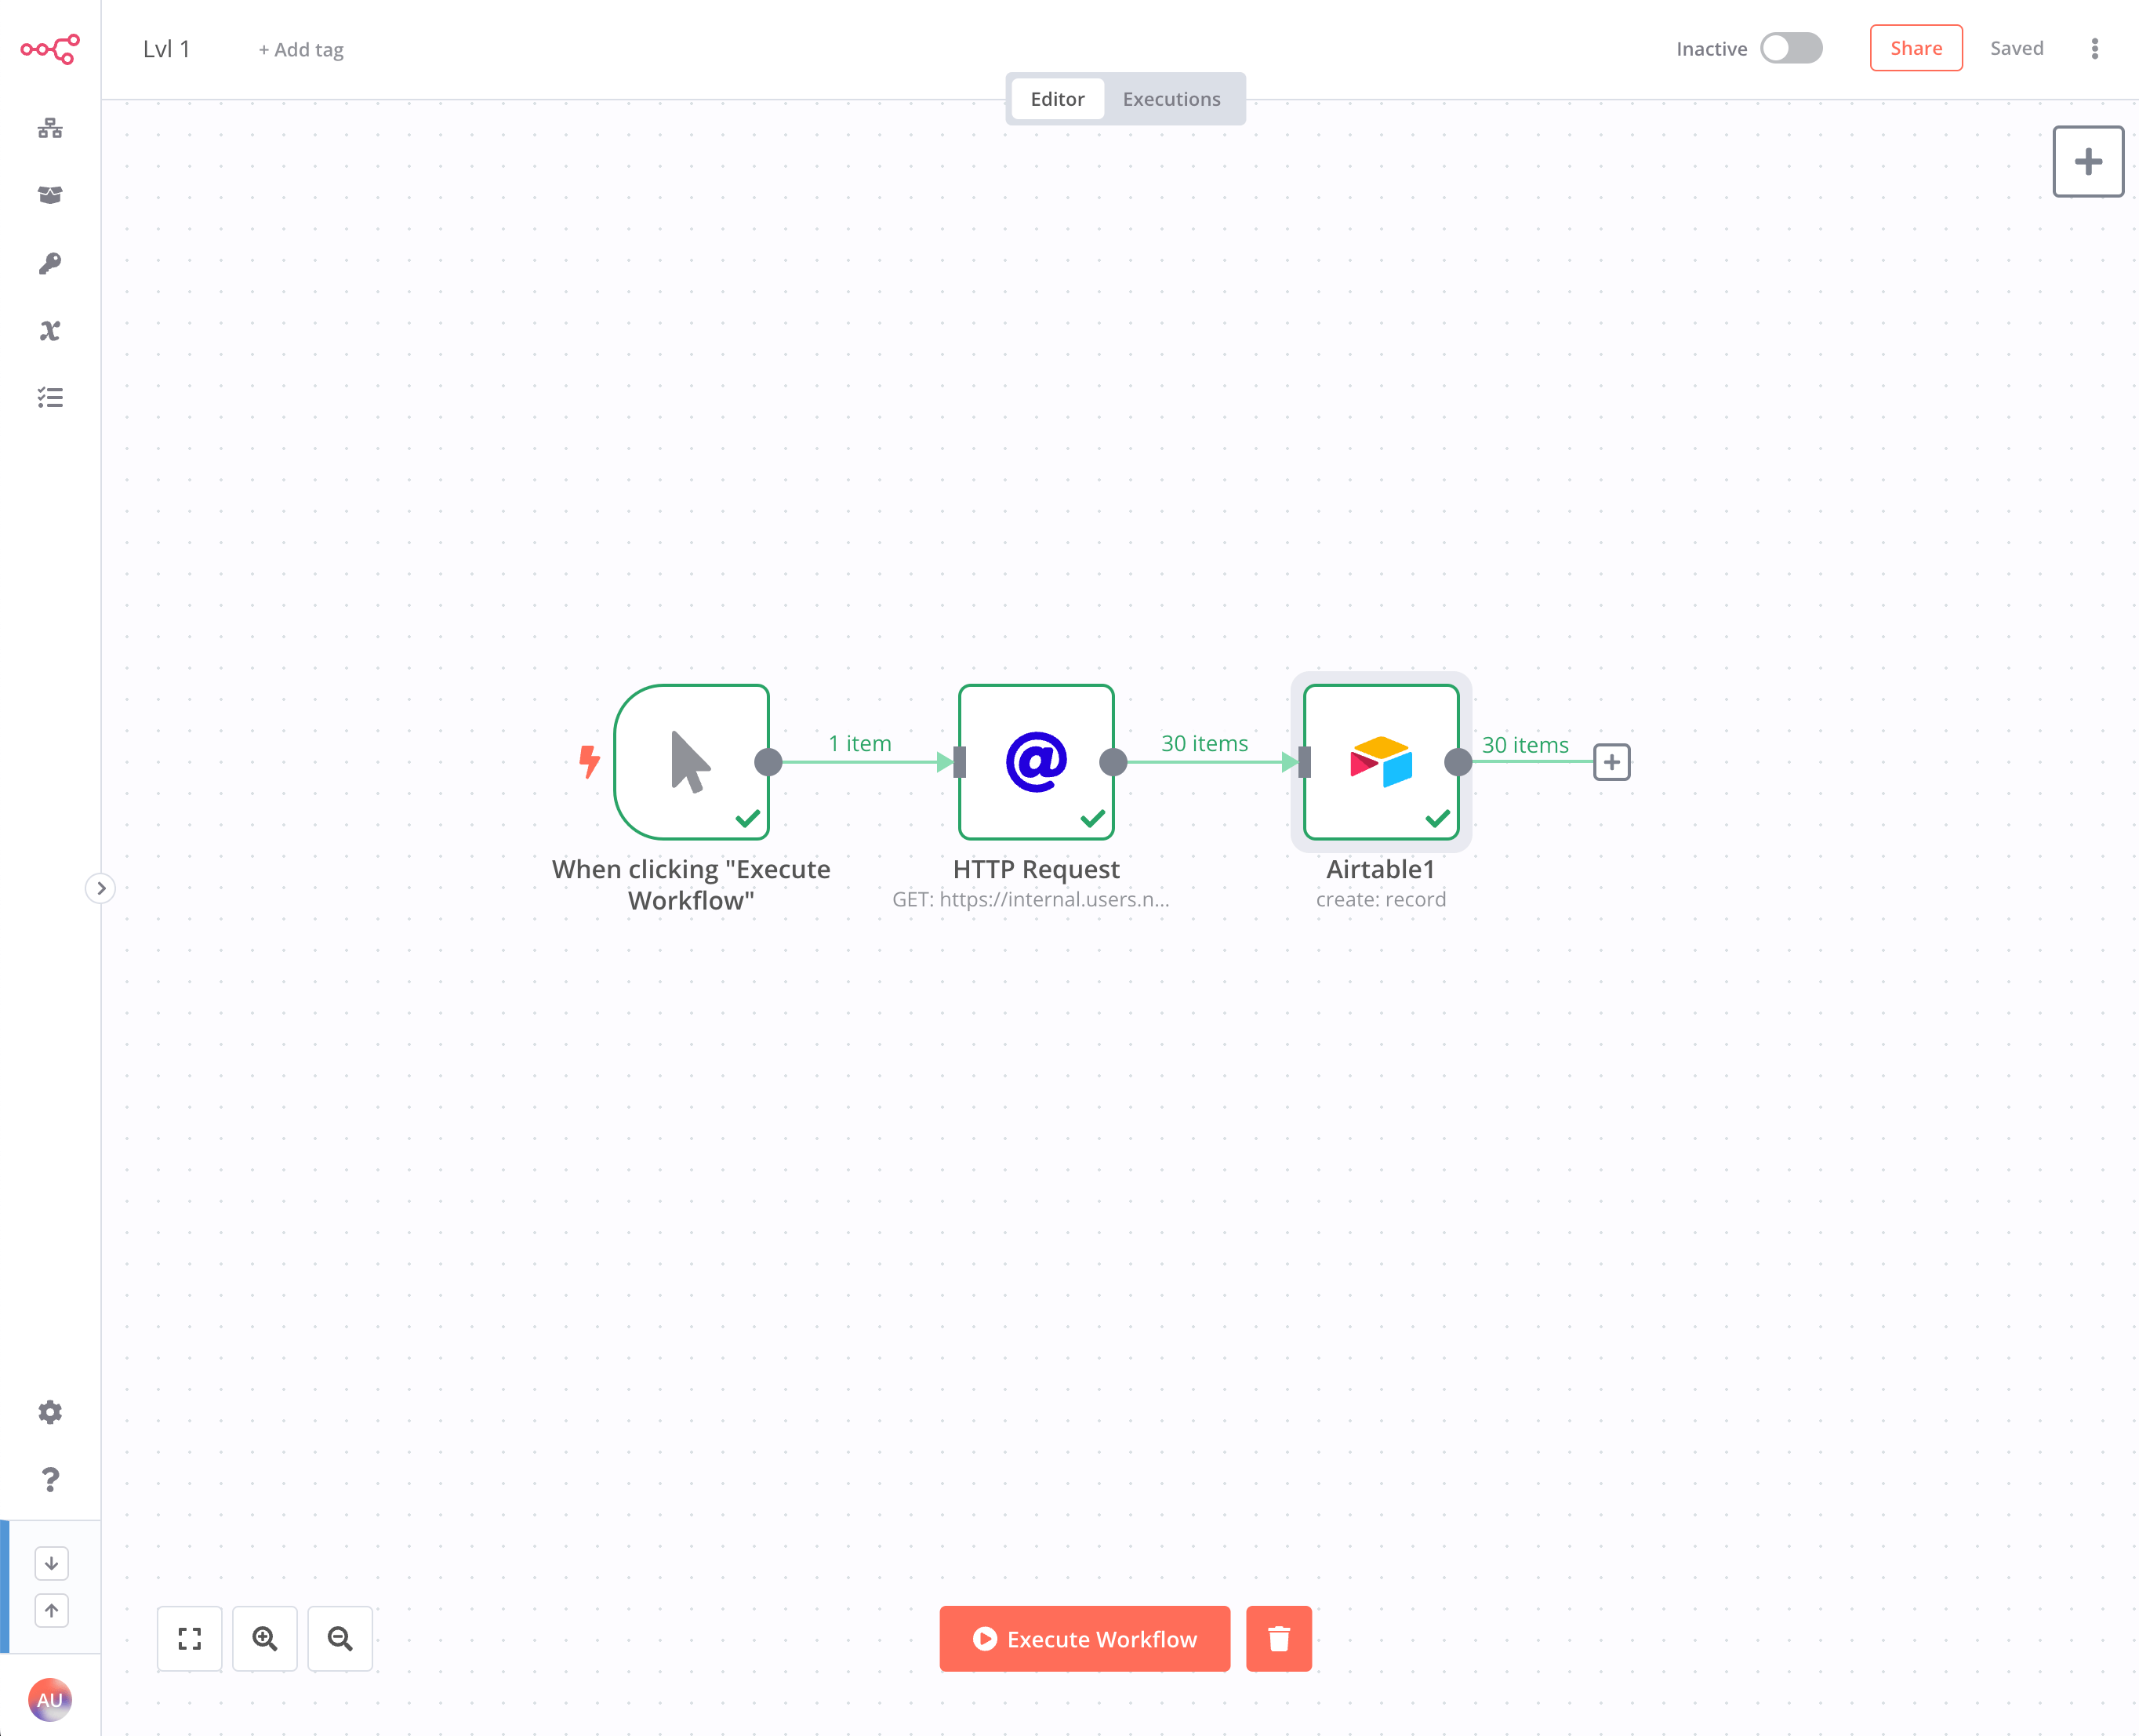 Lvl 1
+ Add tag
Inactive
Share
Saved
Editor
Executions
1 item
30 items
30 items
When clicking "Execute
Workflow"
HTTP Request
GET: https://internal.users.n...
Airtable1
create: record
Execute Workflow
AU